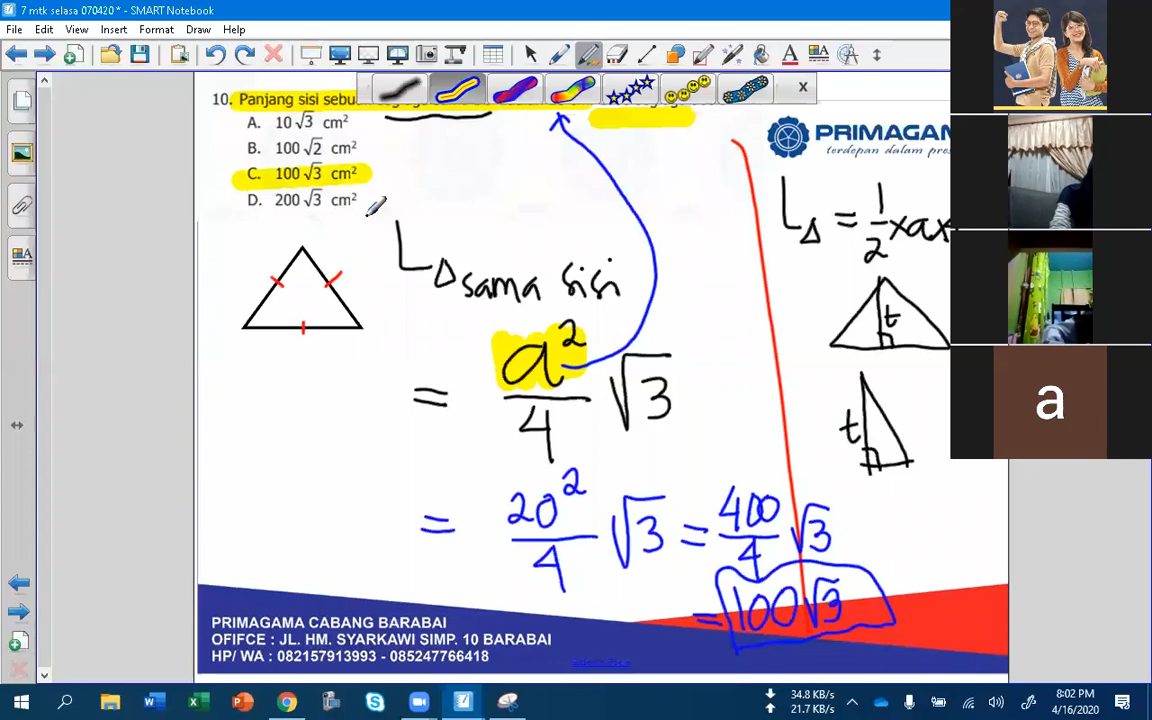 7 mtk selasa 070420 * - SMART Notebook
File Edit View Insert Format Draw Help
10. Panjang sisi
A. 10 √3 cm²
B. 100 √2 cm²
C. 100 √3 cm²
D. 200 √3 cm²
PRIMAGAMA
terdepan dalam
L△ sama sisi
= a²/4 √3
= 20²/4 √3 = 400/4 √3
= 100√3
L△ = 1/2 x a x
t
t
a
PRIMAGAMA CABANG BARABAI
OFIFCE : JL. HM. SYARKAWI SIMP. 10 BARABAI
HP/ WA : 082157913993 - 085247766418
34.8 KB/s
21.7 KB/s
8:02 PM
4/16/2020